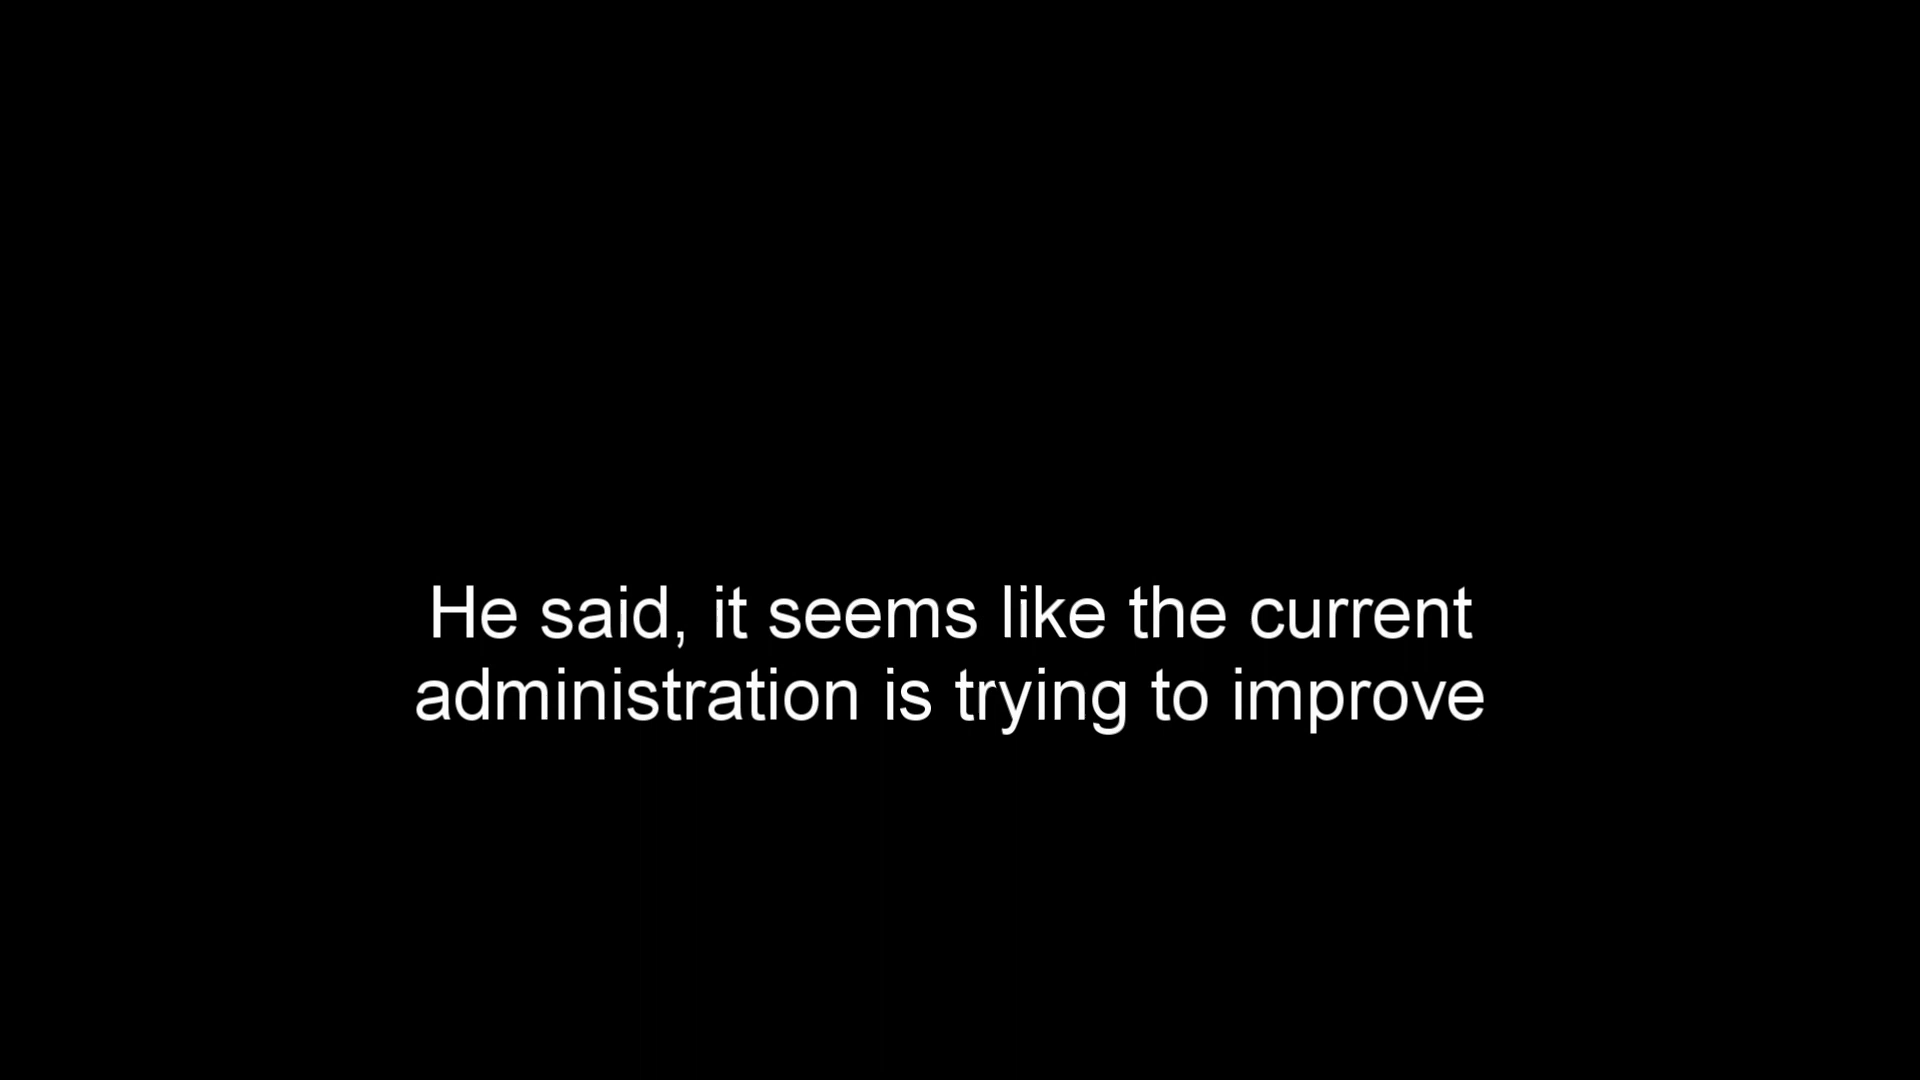 He said, it seems like the current
administration is trying to improve